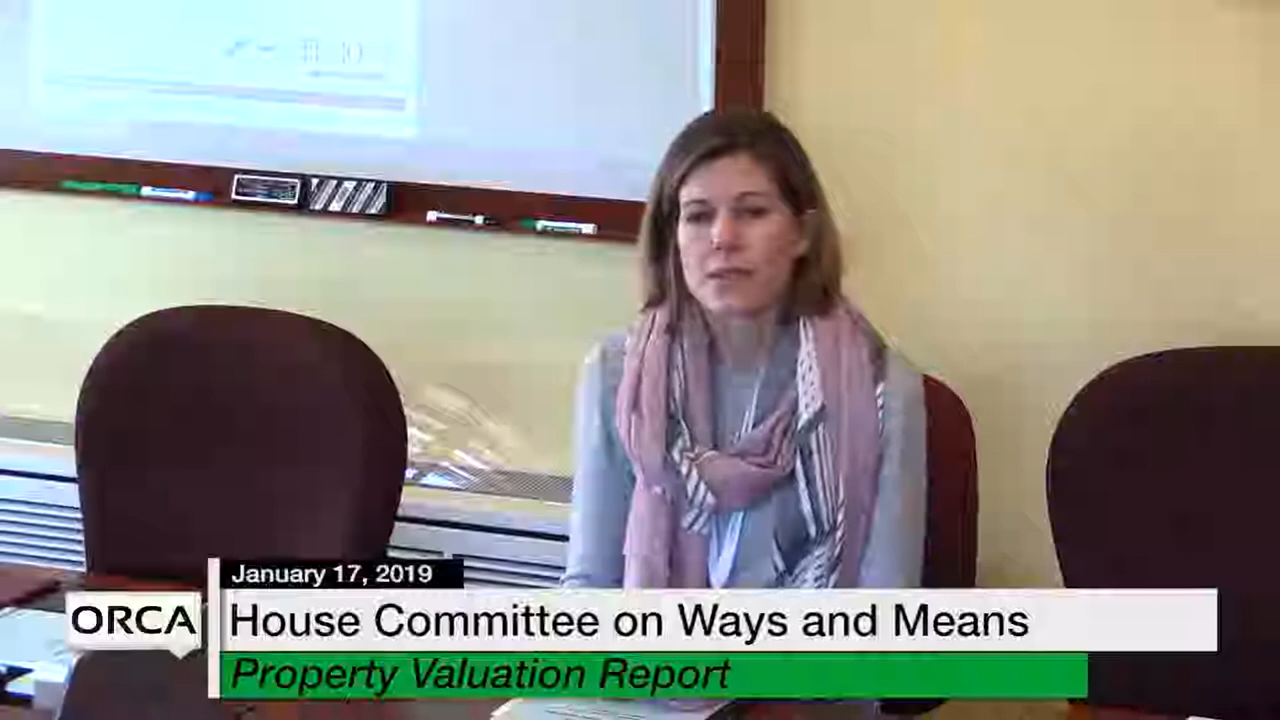 January 17, 2019
ORCA
House Committee on Ways and Means
Property Valuation Report